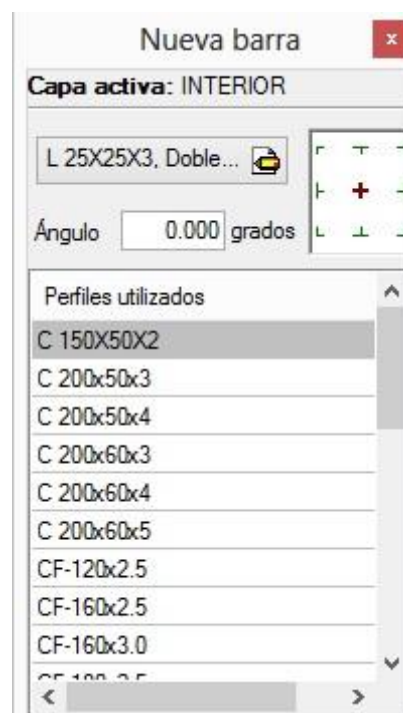 Nueva barra
Capa activa: INTERIOR
L 25X25X3, Doble...
Ángulo 0.000 grados
Perfiles utilizados
C 150X50X2
C 200x50x3
C 200x50x4
C 200x60x3
C 200x60x4
C 200x60x5
CF-120x2.5
CF-160x2.5
CF-160x3.0